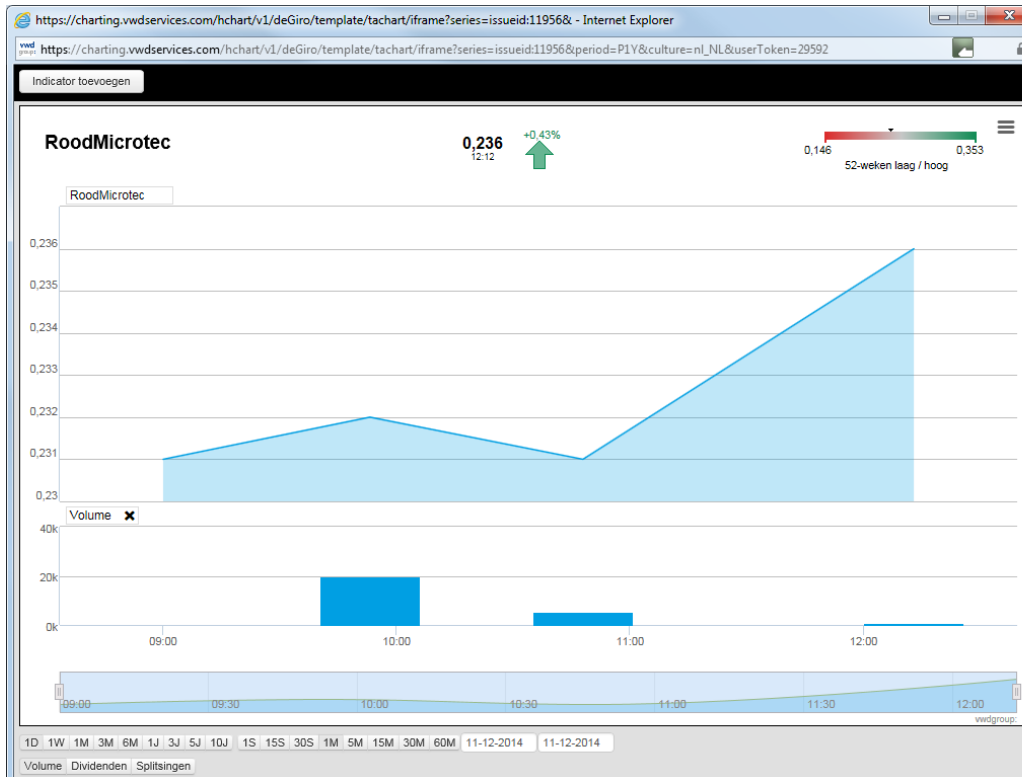 https://charting.vwdservices.com/hchart/v1/deGiro/template/tachart/iframe?series=issueid:11956& - Internet Explorer
vwd group: https://charting.vwdservices.com/hchart/v1/deGiro/template/tachart/iframe?series=issueid:11956&period=P1Y&culture=nl_NL&userToken=29592
Indicator toevoegen
RoodMicrotec
0,236
12:12
+0,43%
0,146 0,353
52-weken laag / hoog
RoodMicrotec
0,236
0,235
0,234
0,233
0,232
0,231
0,23
Volume
40k
20k
0k
09:00 10:00 11:00 12:00
09:00 09:30 10:00 10:30 11:00 11:30 12:00
vwdgroup:
1D 1W 1M 3M 6M 1J 3J 5J 10J 1S 15S 30S 1M 5M 15M 30M 60M 11-12-2014 11-12-2014
Volume Dividenden Splitsingen